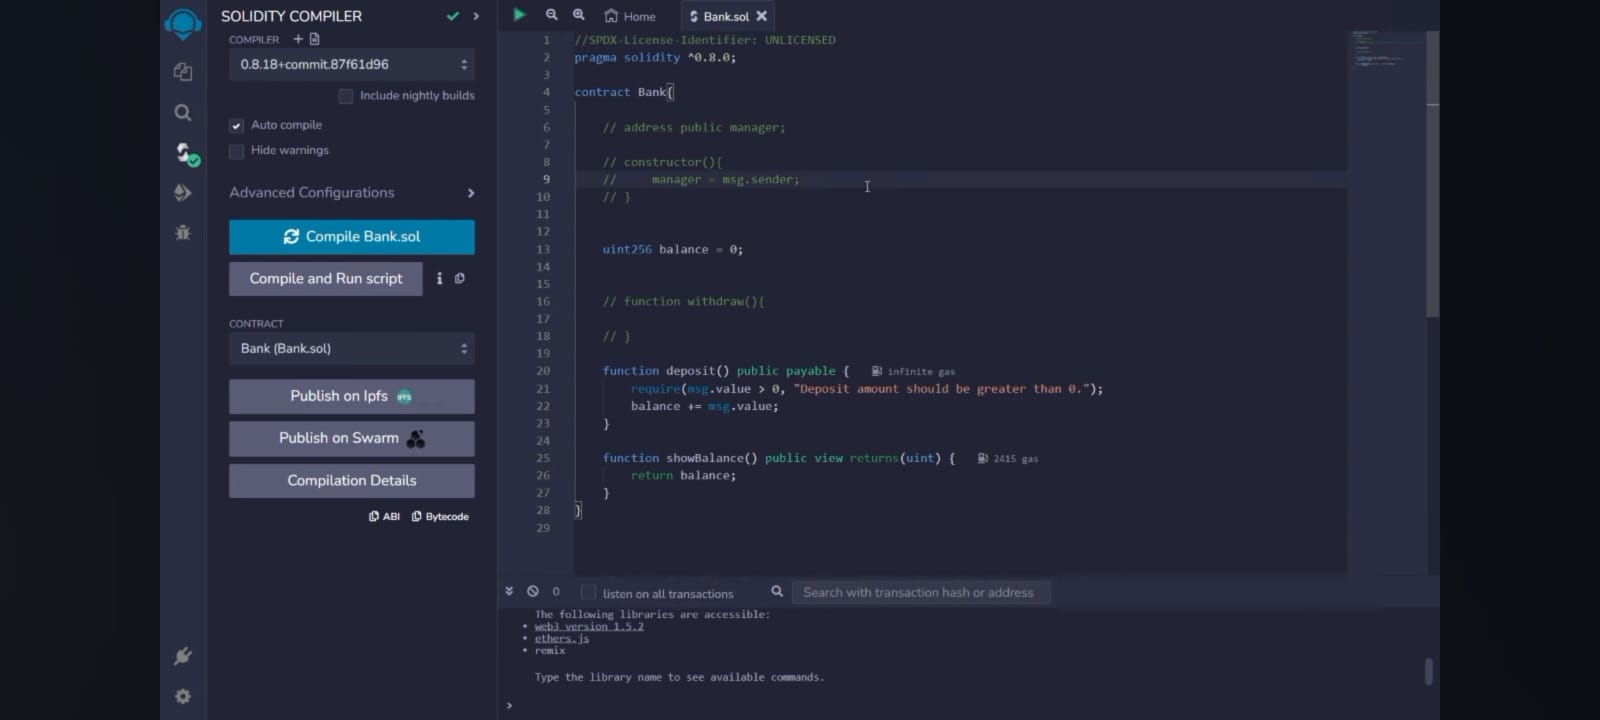 SOLIDITY COMPILER
COMPILER +
0.8.18+commit.87f61d96
Include nightly builds
Auto compile
Hide warnings
Advanced Configurations
Compile Bank.sol
Compile and Run script
i
CONTRACT
Bank (Bank.sol)
Publish on Ipfs IPFS
Publish on Swarm
Compilation Details
ABI Bytecode
Home Bank.sol
1 //SPDX-License-Identifier: UNLICENSED
2 pragma solidity ^0.8.0;
3
4 contract Bank{
5
6 // address public manager;
7
8 // constructor(){
9 //     manager = msg.sender;
10 // }
11
12
13 uint256 balance = 0;
14
15
16 // function withdraw(){
17
18 // }
19
20 function deposit() public payable { infinite gas
21 require(msg.value > 0, "Deposit amount should be greater than 0.");
22 balance += msg.value;
23 }
24
25 function showBalance() public view returns(uint) { 2415 gas
26 return balance;
27 }
28 }
29
0 listen on all transactions Search with transaction hash or address
The following libraries are accessible:
• web3 version 1.5.2
• ethers.js
• remix
Type the library name to see available commands.
>